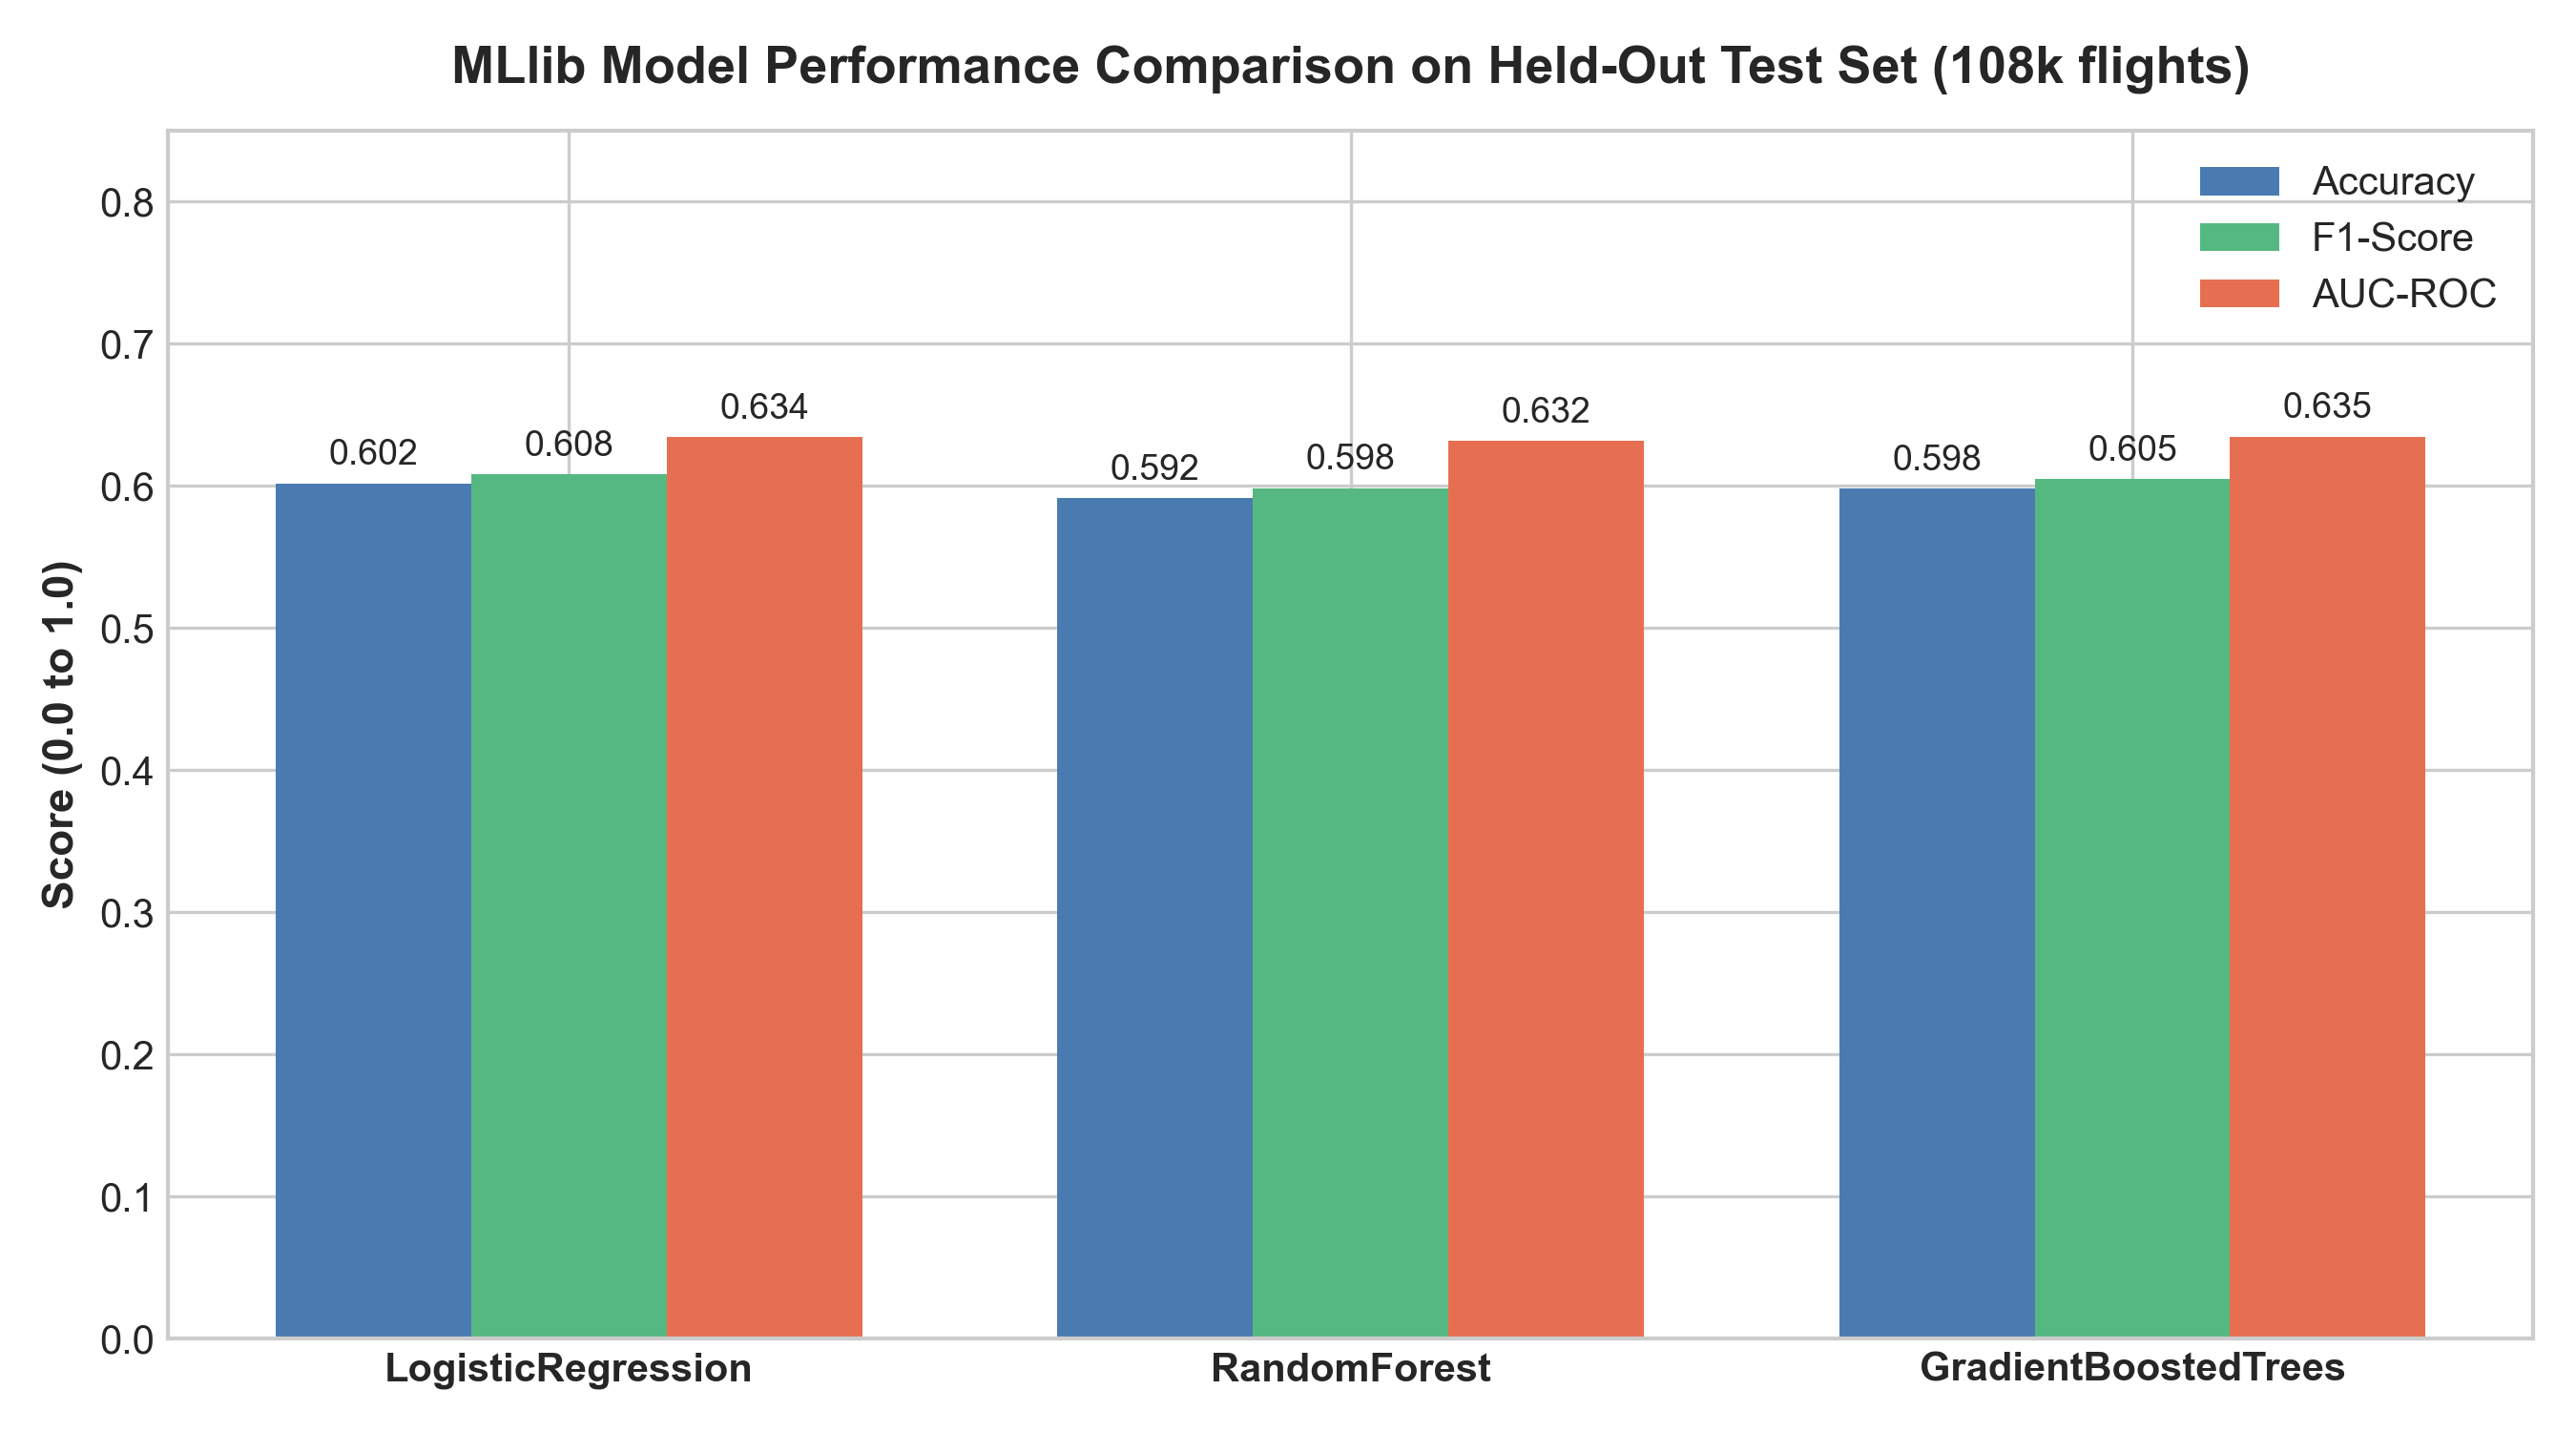 MLlib Model Performance Comparison on Held-Out Test Set (108k flights)
Accuracy
F1-Score
AUC-ROC
Score (0.0 to 1.0)
0.8
0.7
0.6
0.5
0.4
0.3
0.2
0.1
0.0
0.602
0.608
0.634
0.592
0.598
0.632
0.598
0.605
0.635
LogisticRegression
RandomForest
GradientBoostedTrees